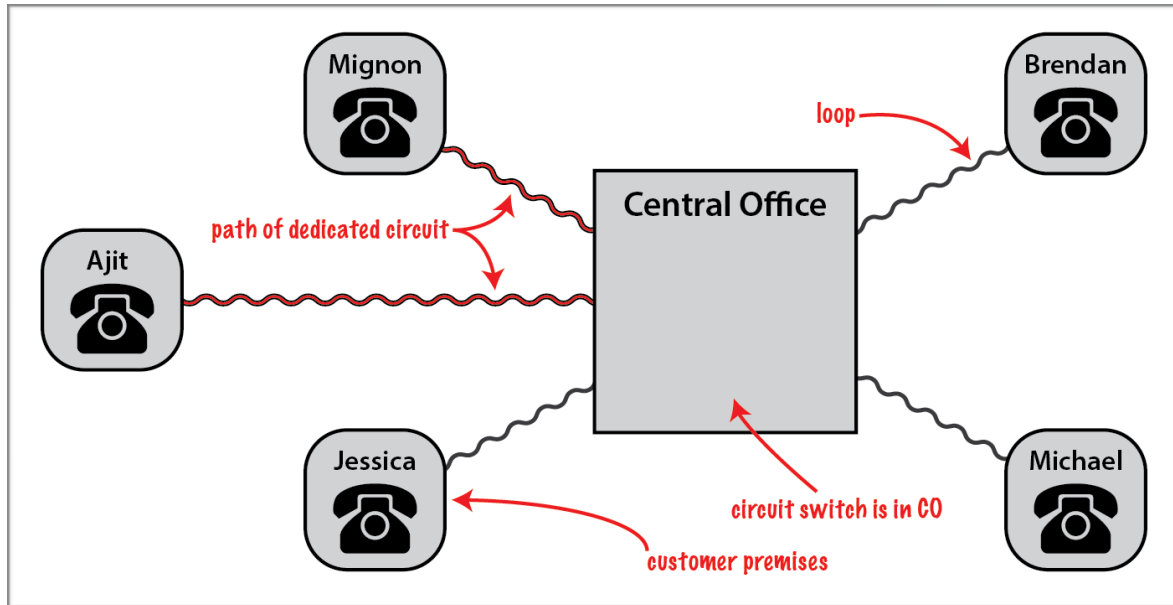 Mignon
Brendan
loop
Central Office
path of dedicated circuit
Ajit
Jessica
Michael
circuit switch is in CO
customer premises